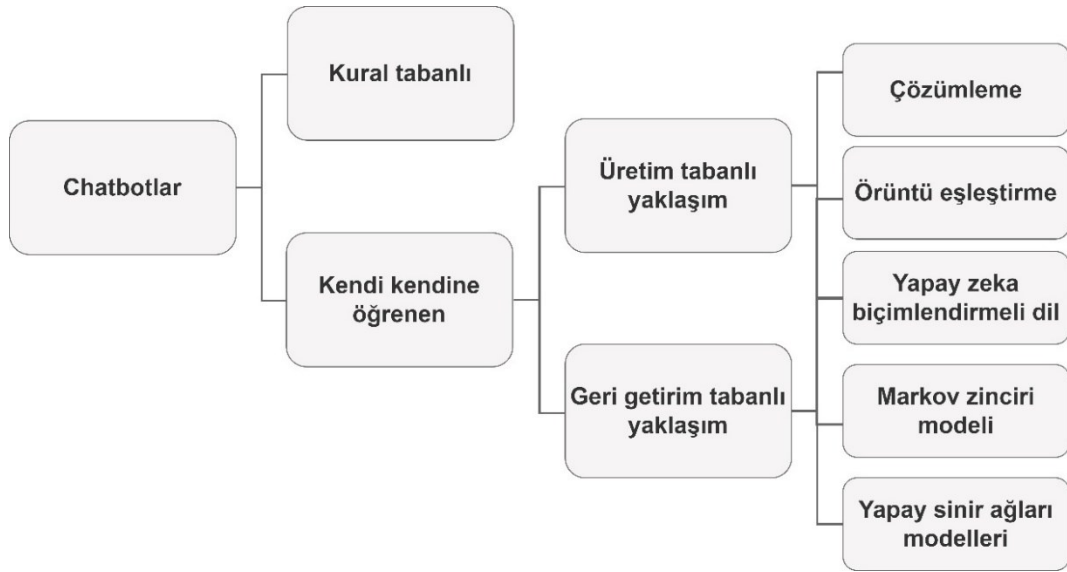 Chatbotlar
Kural tabanlı
Kendi kendine
öğrenen
Üretim tabanlı
yaklaşım
Geri getirim tabanlı
yaklaşım
Çözümleme
Örüntü eşleştirme
Yapay zeka
biçimlendirmeli dil
Markov zinciri
modeli
Yapay sinir ağları
modelleri